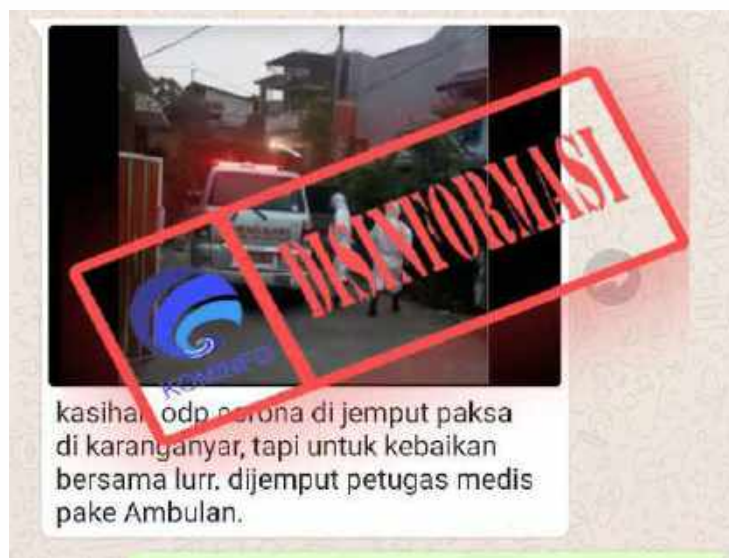 DISINFORMASI
KOMINFO
kasihan odp corona di jemput paksa
di karanganyar, tapi untuk kebaikan
bersama lurr. dijemput petugas medis
pake Ambulan.